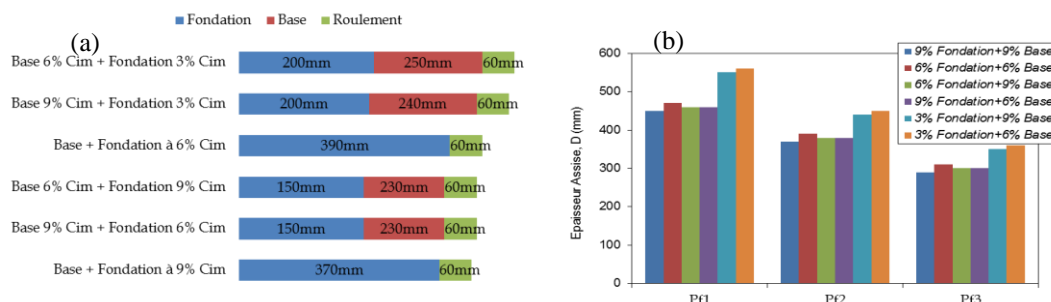 Fondation Base Roulement
(a)
Base 6% Cim + Fondation 3% Cim 200mm 250mm 60mm
Base 9% Cim + Fondation 3% Cim 200mm 240mm 60mm
Base + Fondation à 6% Cim 390mm 60mm
Base 6% Cim + Fondation 9% Cim 150mm 230mm 60mm
Base 9% Cim + Fondation 6% Cim 150mm 230mm 60mm
Base + Fondation à 9% Cim 370mm 60mm
(b)
Epaisseur Assise, D (mm)
600
500
400
300
200
100
0
9% Fondation+9% Base
6% Fondation+6% Base
6% Fondation+9% Base
9% Fondation+6% Base
3% Fondation+9% Base
3% Fondation+6% Base
Pf1 Pf2 Pf3